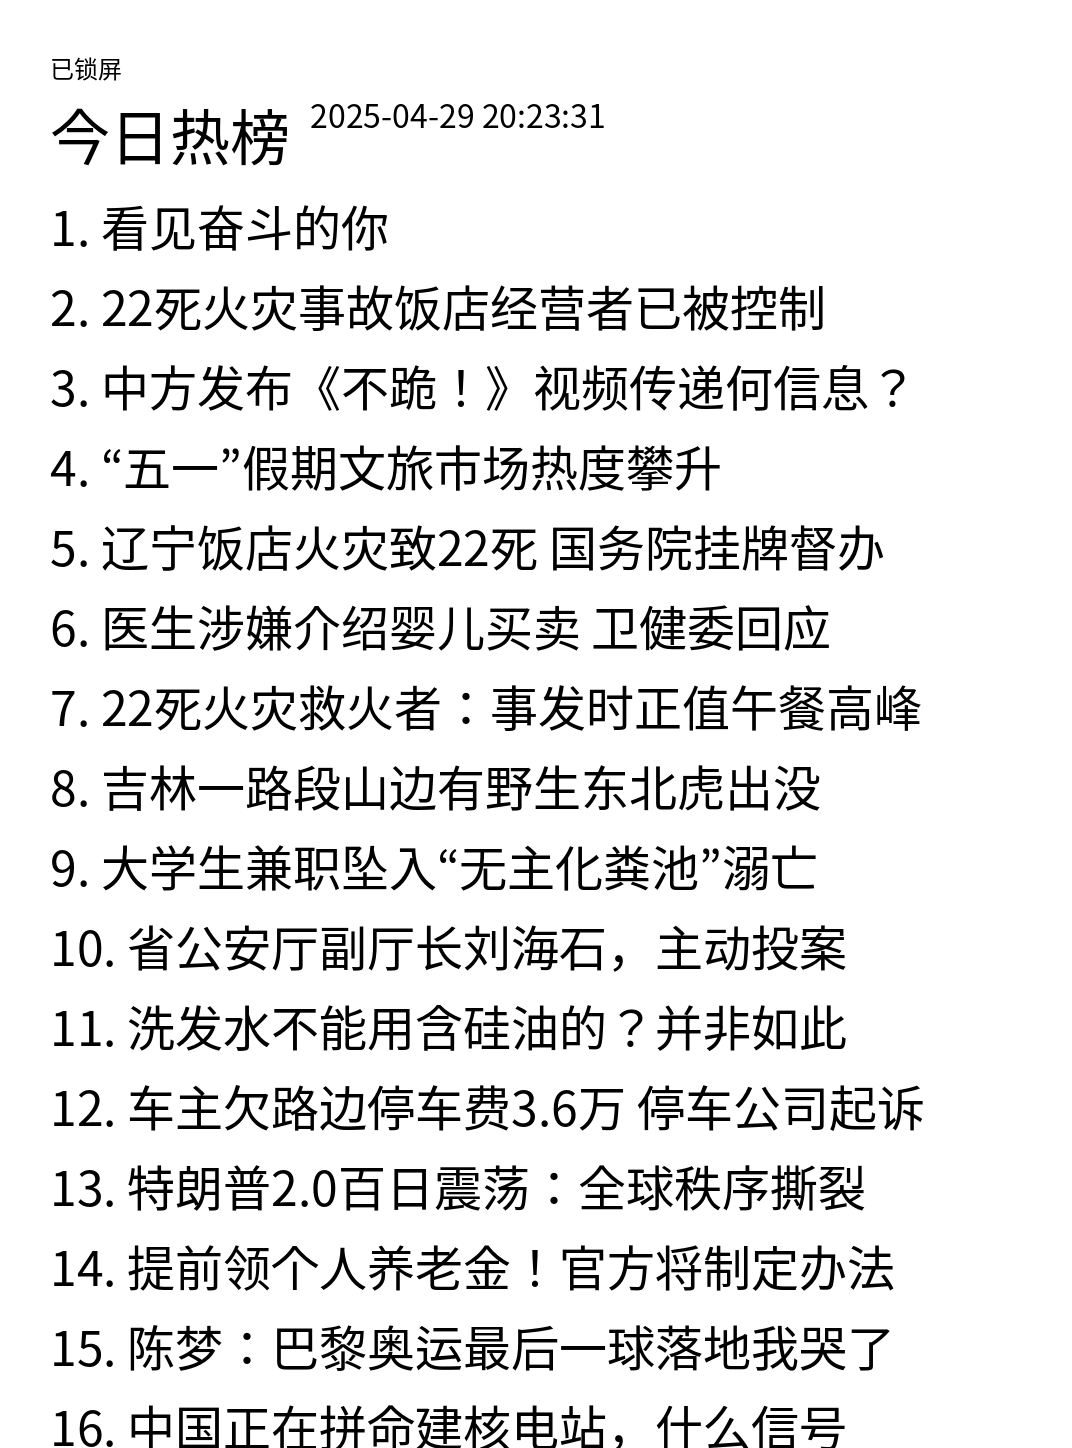 已锁屏
今日热榜 2025-04-29 20:23:31
1. 看见奋斗的你
2. 22死火灾事故饭店经营者已被控制
3. 中方发布《不跪！》视频传递何信息？
4. “五一”假期文旅市场热度攀升
5. 辽宁饭店火灾致22死 国务院挂牌督办
6. 医生涉嫌介绍婴儿买卖 卫健委回应
7. 22死火灾救火者：事发时正值午餐高峰
8. 吉林一路段山边有野生东北虎出没
9. 大学生兼职坠入“无主化粪池”溺亡
10. 省公安厅副厅长刘海石，主动投案
11. 洗发水不能用含硅油的？并非如此
12. 车主欠路边停车费3.6万 停车公司起诉
13. 特朗普2.0百日震荡：全球秩序撕裂
14. 提前领个人养老金！官方将制定办法
15. 陈梦：巴黎奥运最后一球落地我哭了
16. 中国正在拼命建核电站，什么信号